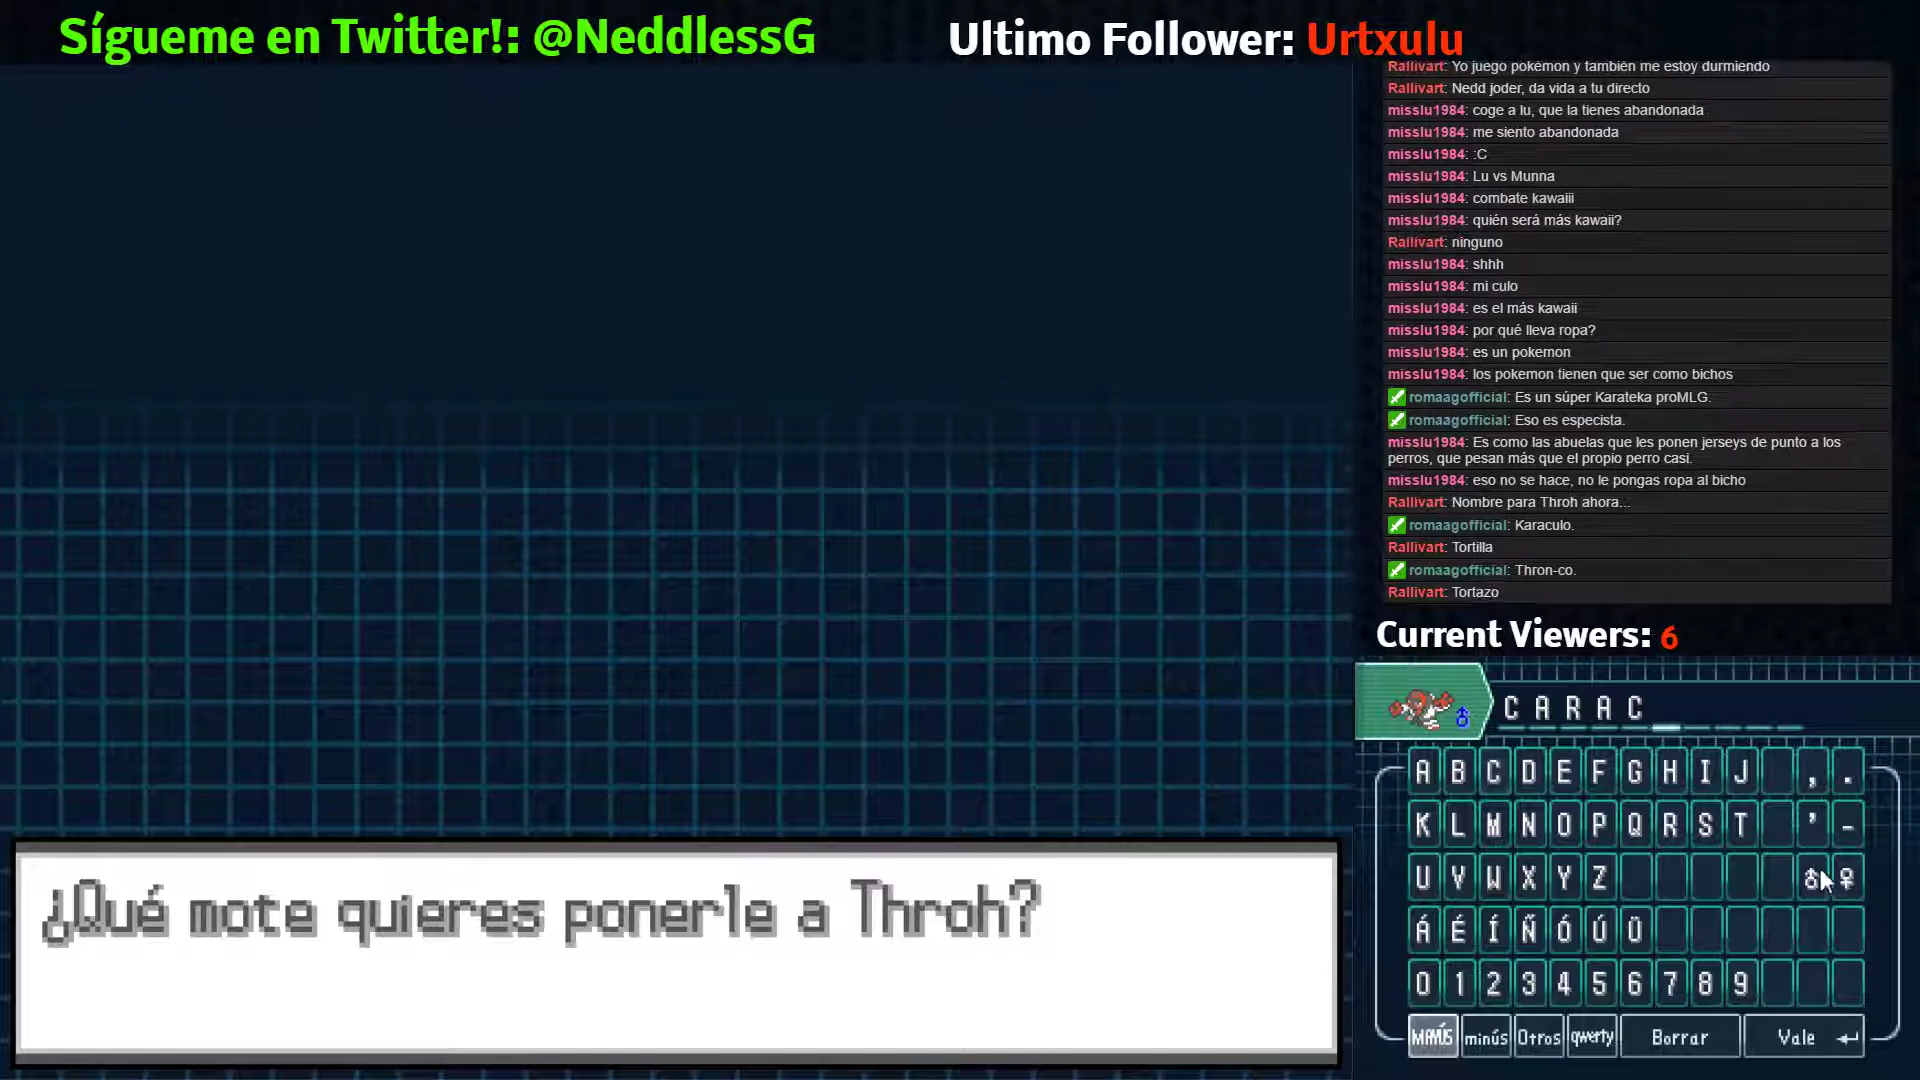 Sígueme en Twitter!: @NeddlessG
Ultimo Follower: Urtxulu
Rallivart: Yo juego pokémon y también me estoy durmiendo
Rallivart: Nedd joder, da vida a tu directo
misslu1984: coge a lu, que la tienes abandonada
misslu1984: me siento abandonada
misslu1984: :C
misslu1984: Lu vs Munna
misslu1984: combate kawaiii
misslu1984: quién será más kawaii?
Rallivart: ninguno
misslu1984: shhh
misslu1984: mi culo
misslu1984: es el más kawaii
misslu1984: por qué lleva ropa?
misslu1984: es un pokemon
misslu1984: los pokemon tienen que ser como bichos
romaagofficial: Es un súper Karateka proMLG.
romaagofficial: Eso es especista.
misslu1984: Es como las abuelas que les ponen jerseys de punto a los
perros, que pesan más que el propio perro casi.
misslu1984: eso no se hace, no le pongas ropa al bicho
Rallivart: Nombre para Throh ahora...
romaagofficial: Karaculo.
Rallivart: Tortilla
romaagofficial: Thron-co.
Rallivart: Tortazo
Current Viewers: 6
♂ CARAC
A B C D E F G H I J , .
K L M N O P Q R S T ' -
U V W X Y Z ♂ ♀
Á É Í Ñ Ó Ú Ü
0 1 2 3 4 5 6 7 8 9
MAYÚS minús Otros qwerty Borrar Vale
¿Qué mote quieres ponerle a Throh?